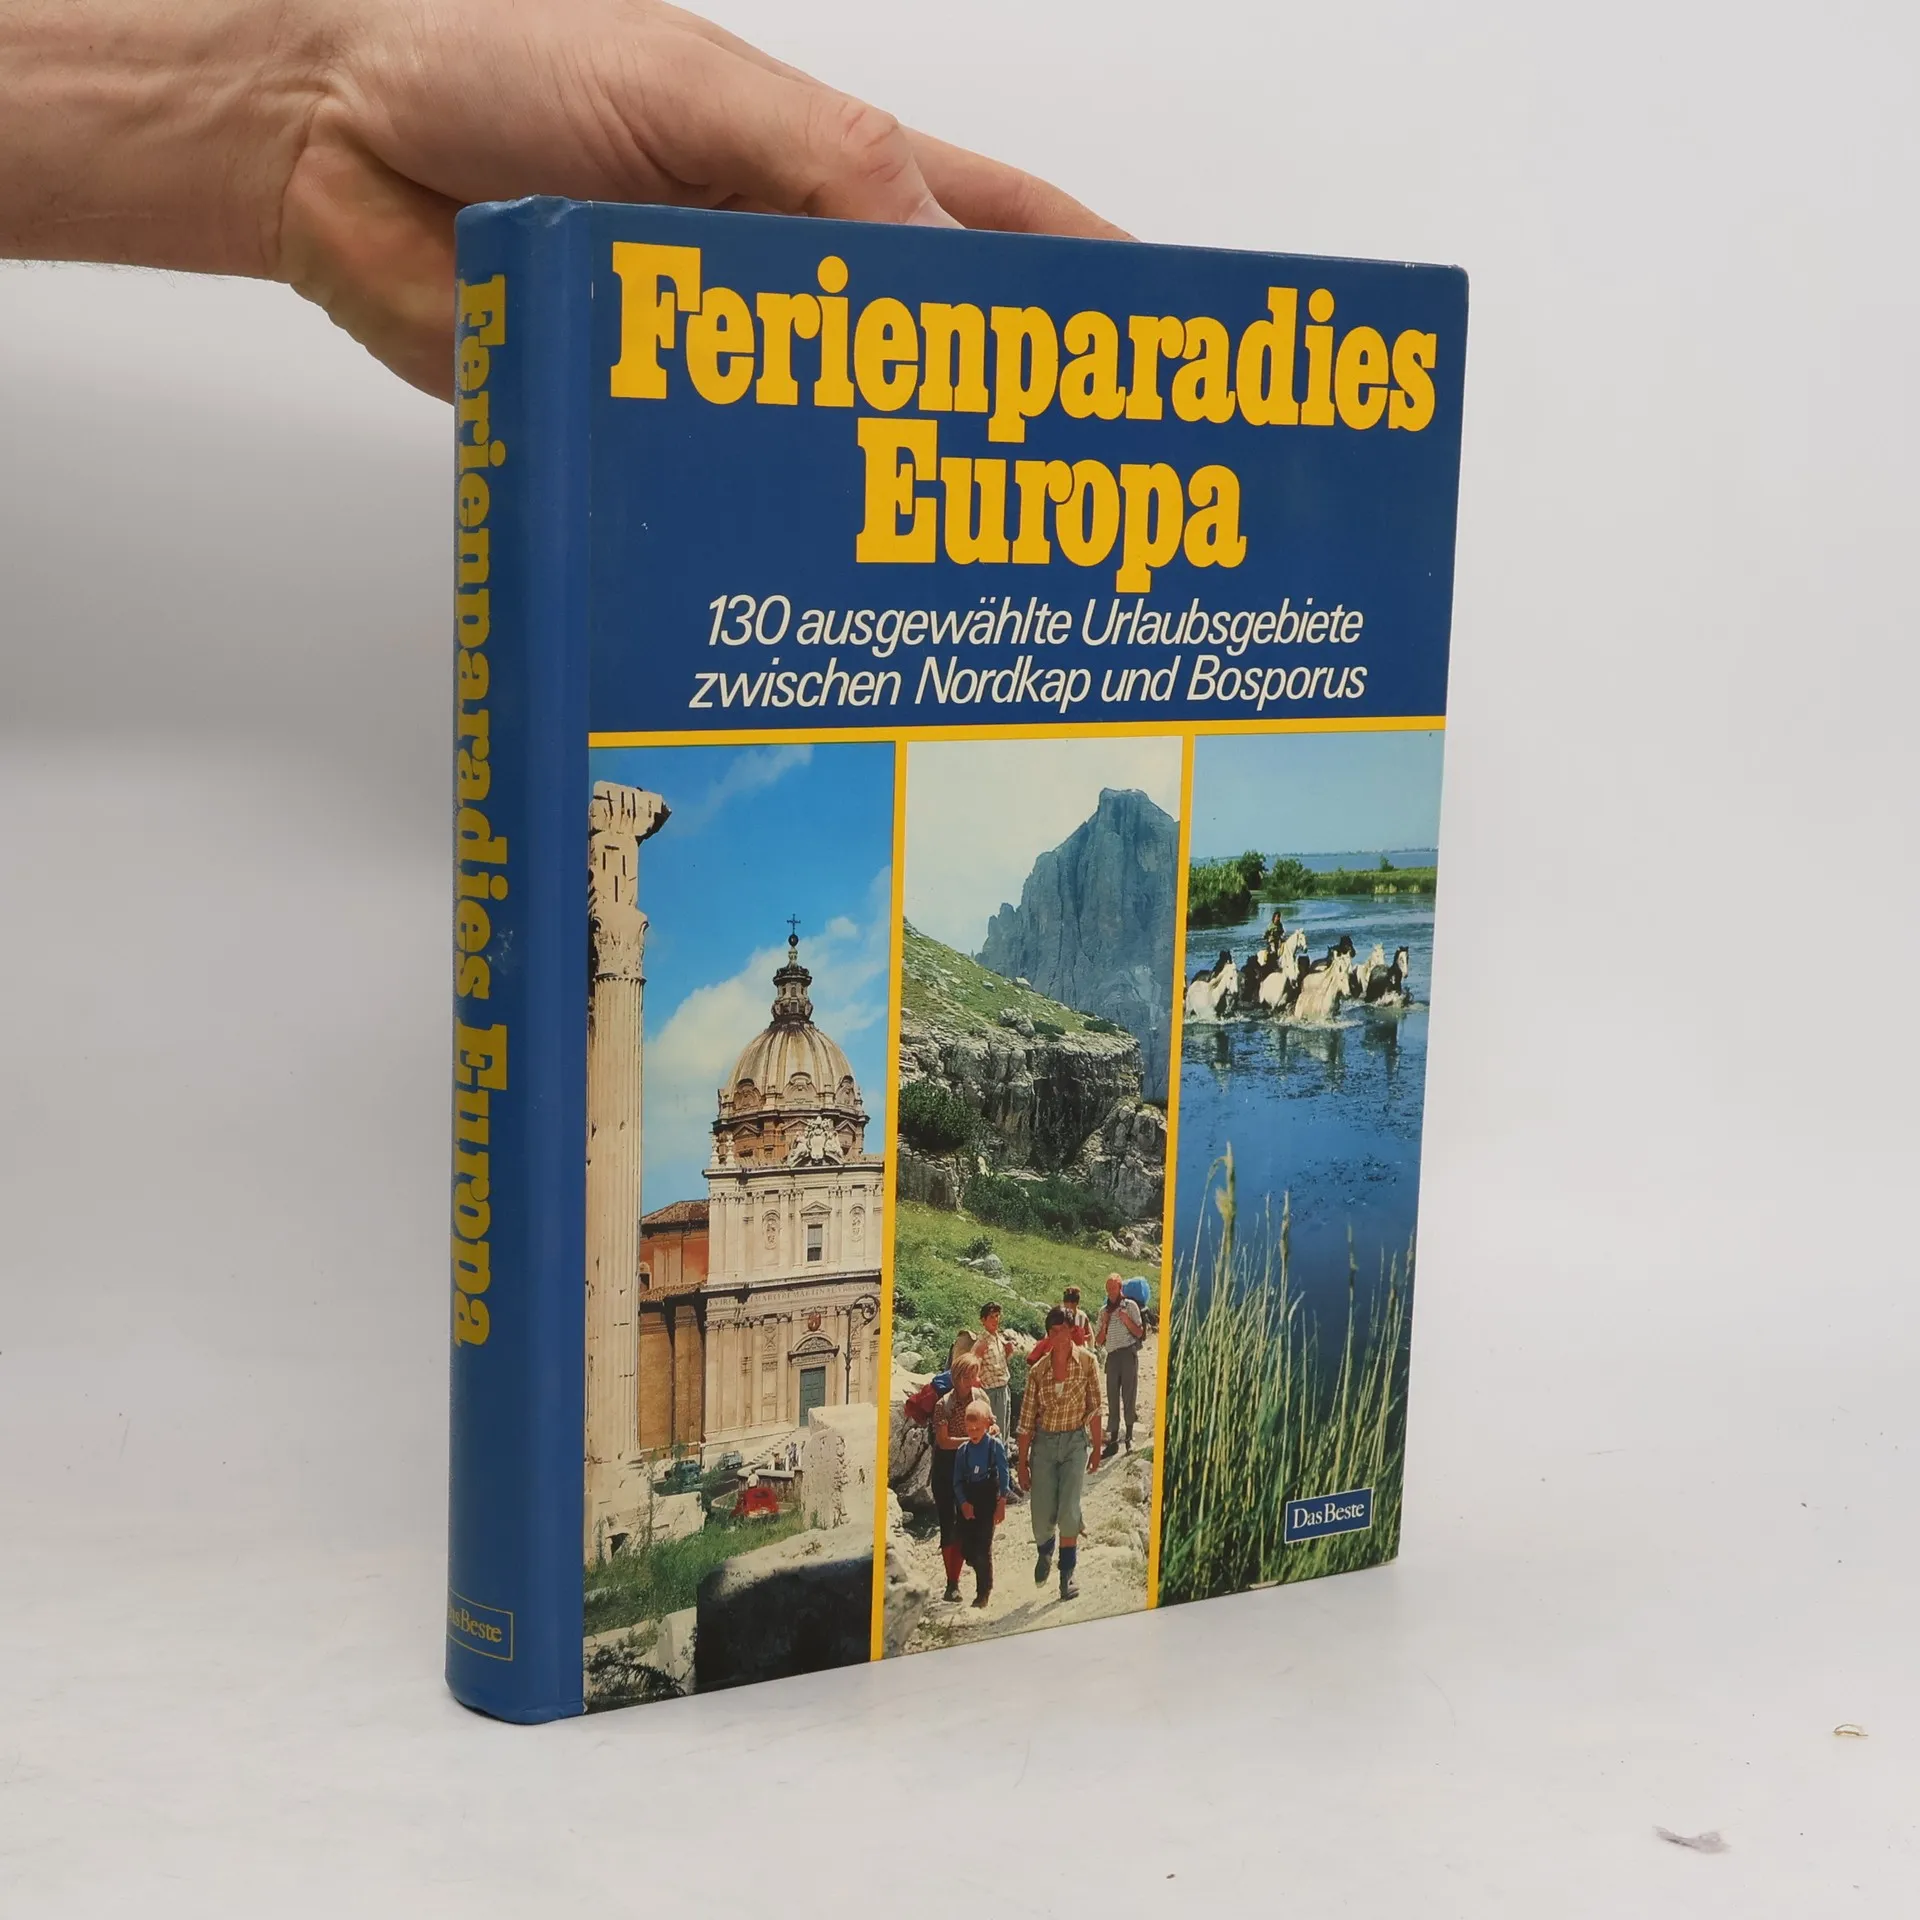 Ferienparadies
Europa
130 ausgewählte Urlaubsgebiete
zwischen Nordkap und Bosporus
Das Beste
Ferienparadies Europa
Das Beste